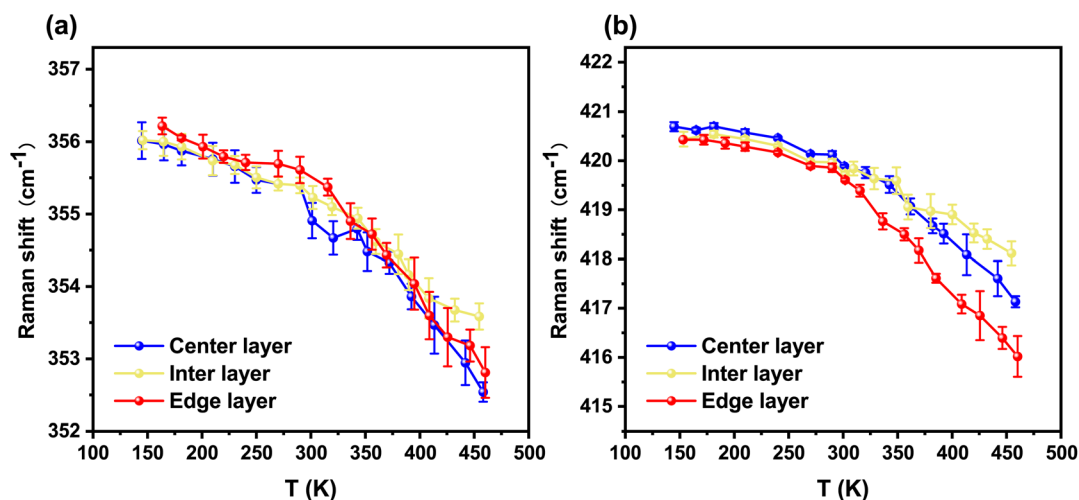 (a)
Raman shift (cm⁻¹)
357
356
355
354
353
352
Center layer
Inter layer
Edge layer
100 150 200 250 300 350 400 450 500
T (K)
(b)
Raman shift (cm⁻¹)
422
421
420
419
418
417
416
415
Center layer
Inter layer
Edge layer
100 150 200 250 300 350 400 450 500
T (K)